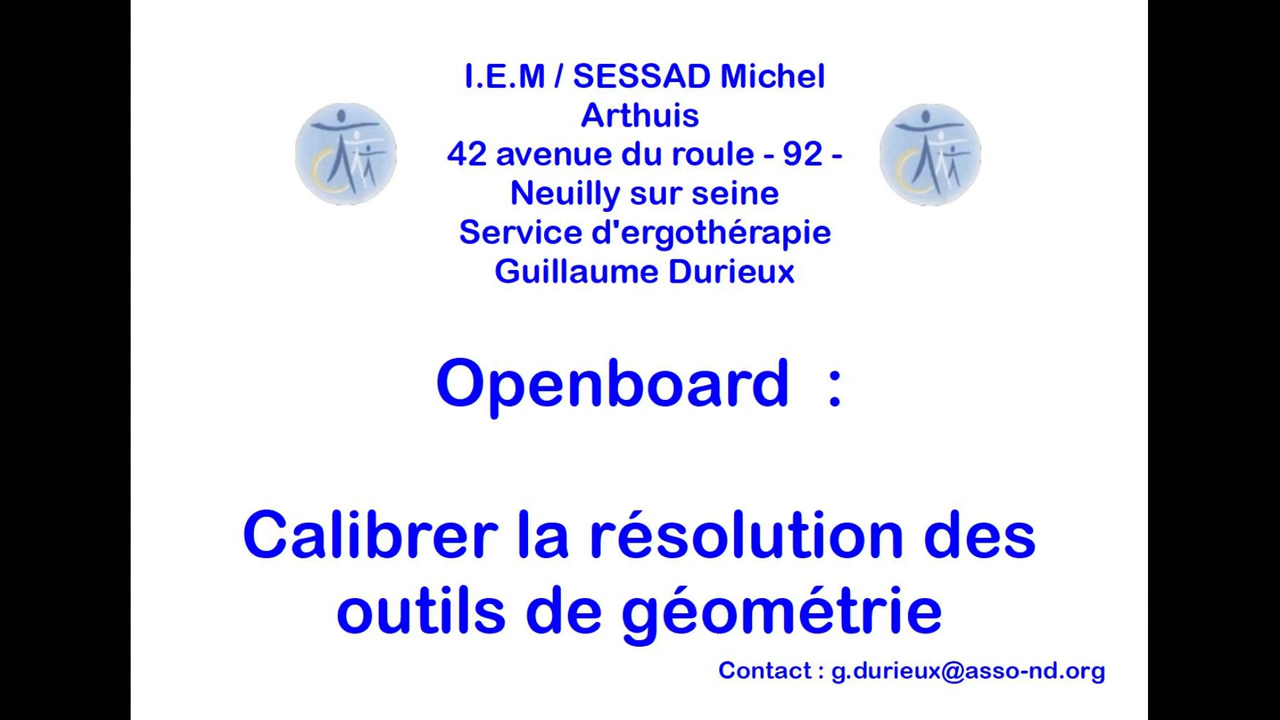 I.E.M / SESSAD Michel
Arthuis
42 avenue du roule - 92 -
Neuilly sur seine
Service d'ergothérapie
Guillaume Durieux
Openboard :
Calibrer la résolution des
outils de géométrie
Contact : g.durieux@asso-nd.org